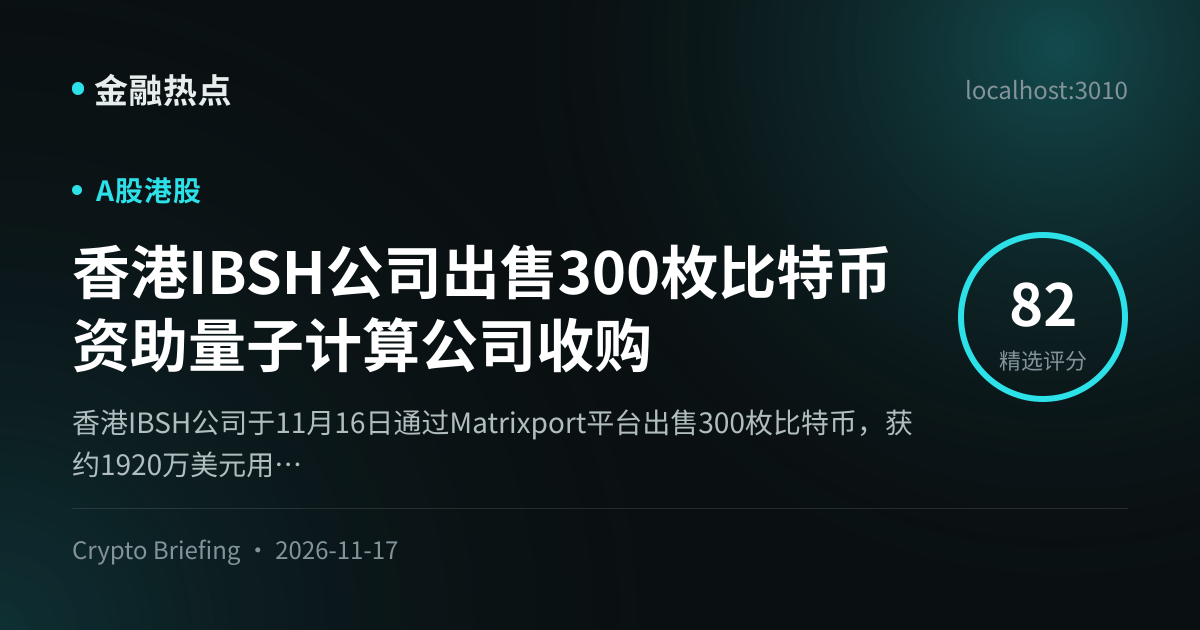 金融热点
localhost:3010
A股港股
香港IBSH公司出售300枚比特币
资助量子计算公司收购
82
精选评分
香港IBSH公司于11月16日通过Matrixport平台出售300枚比特币，获
约1920万美元用…
Crypto Briefing · 2026-11-17